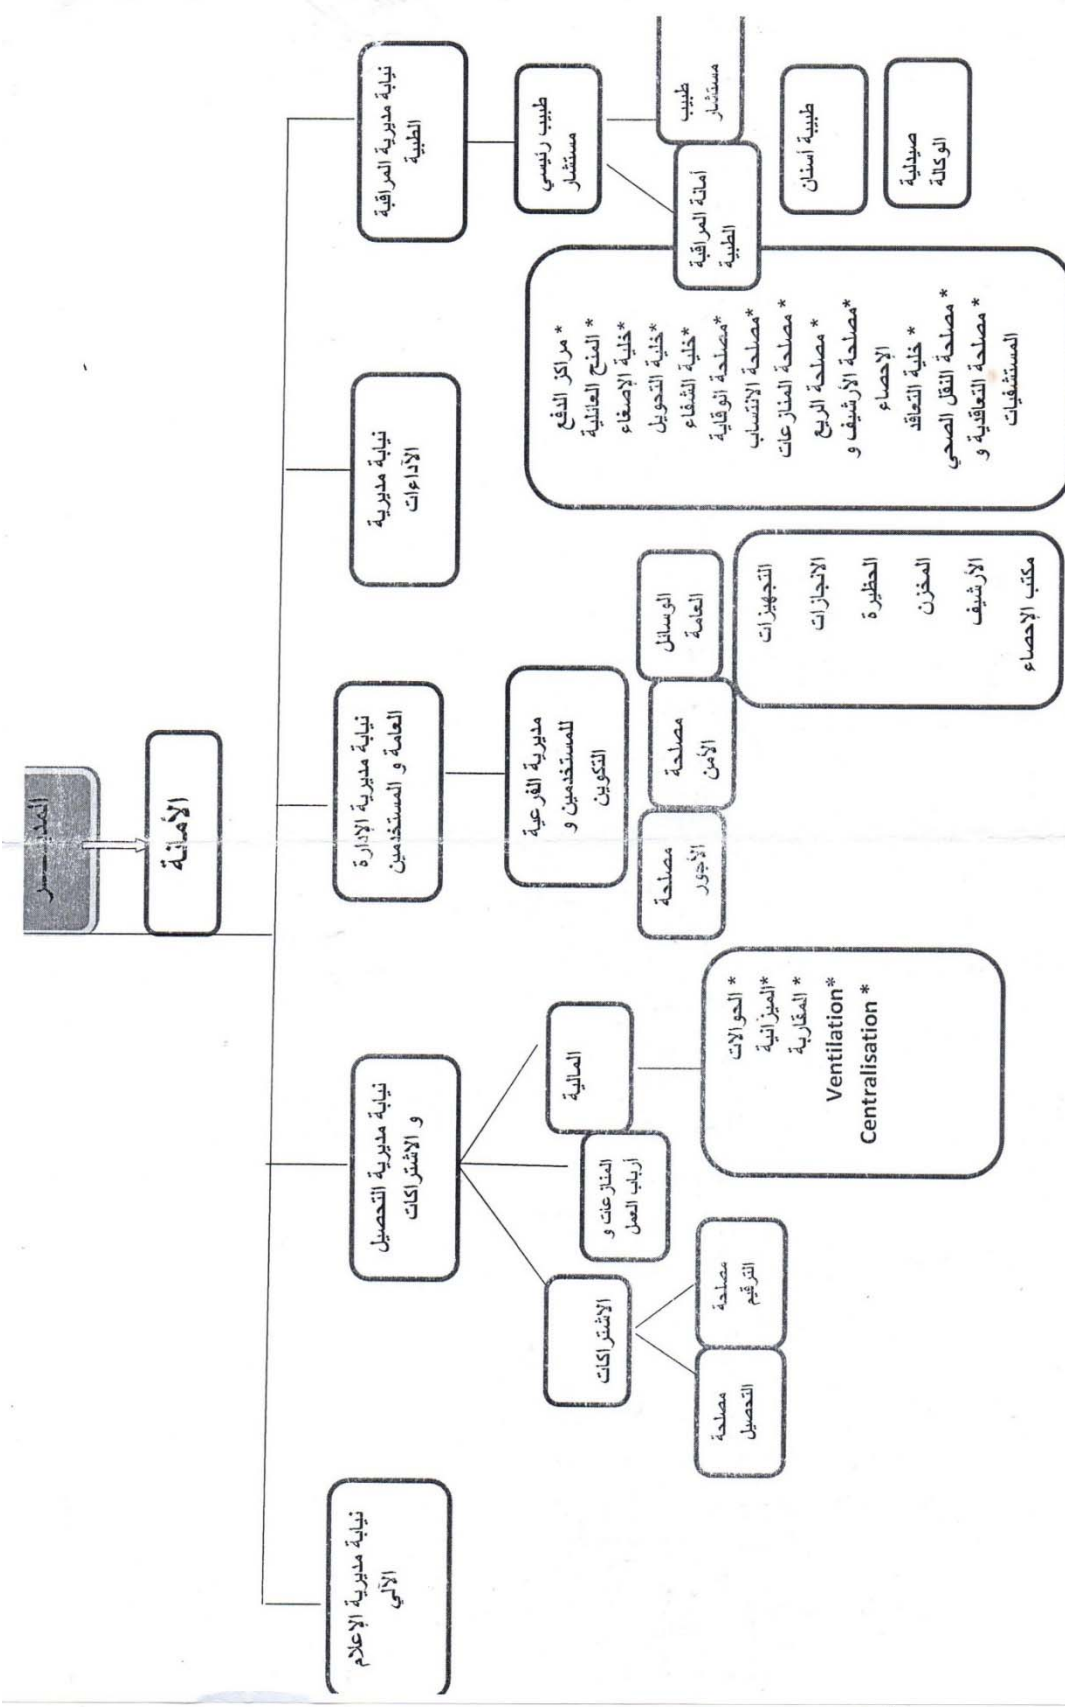 المديـــر
الأمانة
نيابة مديرية المراقبة
الطبية
طبيب رئيسي
مستشار
طبيب
مستشار
أمانة المراقبة
الطبية
طبيبة أسنان
صيدلية
الوكالة
نيابة مديرية
الآداءات
* مراكز الدفع
* المنح العائلية
*خلية الإصغاء
*خلية التحويل
*خلية الشفاء
*مصلحة الوقاية
*مصلحة الانتساب
* مصلحة المنازعات
* مصلحة الريع
*مصلحة الأرشيف و
الإحصاء
* خلية التعاقد
* مصلحة النقل الصحي
* مصلحة التعاقدية و
المستشفيات
نيابة مديرية الإدارة
العامة و المستخدمين
مديرية الفرعية
للمستخدمين و
التكوين
الوسائل
العامة
مصلحة
الأمن
مصلحة
الأجور
التجهيزات
الانجازات
الحظيرة
المخزن
الأرشيف
مكتب الإحصاء
نيابة مديرية التحصيل
و الاشتراكات
المالية
المنازعات و
أرباب العمل
الاشتراكات
* الحوالات
*الميزانية
* المقاربة
Ventilation*
Centralisation *
مصلحة
الترقيم
مصلحة
التحصيل
نيابة مديرية الإعلام
الآلي